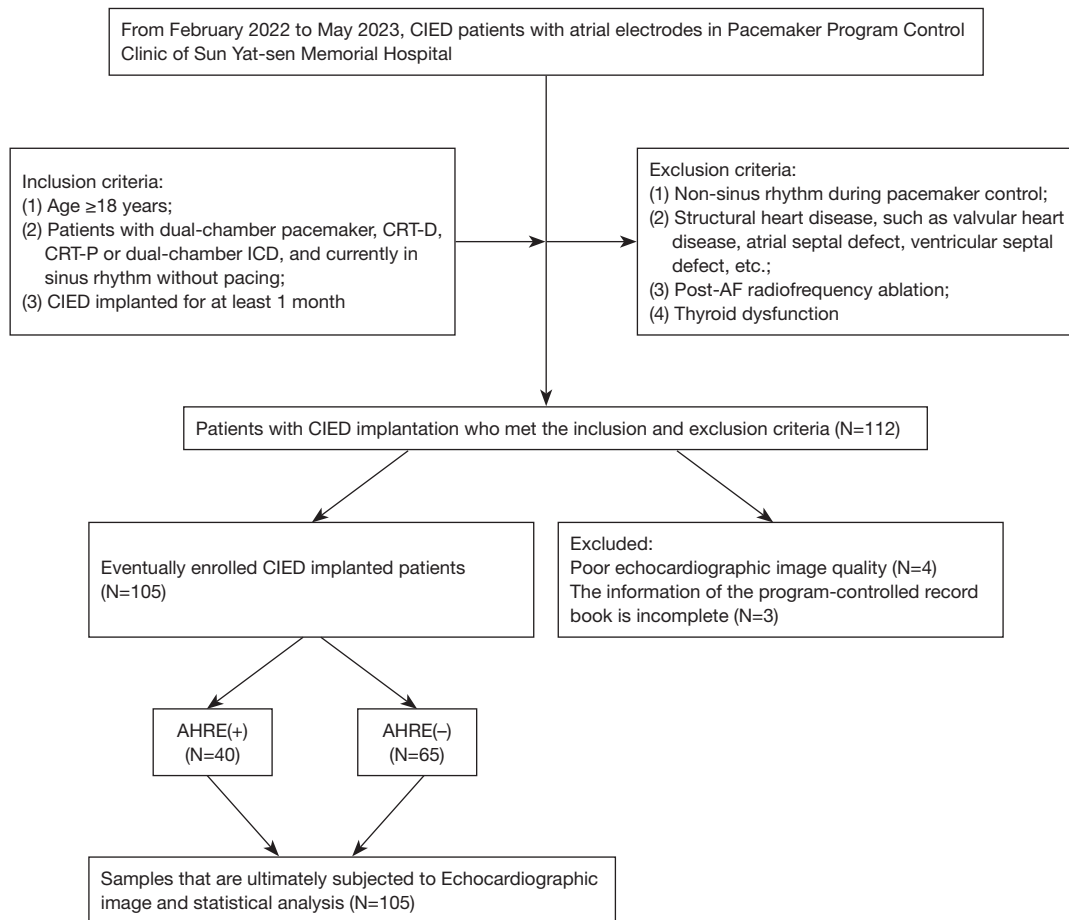 From February 2022 to May 2023, CIED patients with atrial electrodes in Pacemaker Program Control
Clinic of Sun Yat-sen Memorial Hospital
Inclusion criteria:
(1) Age ≥18 years;
(2) Patients with dual-chamber pacemaker, CRT-D,
CRT-P or dual-chamber ICD, and currently in
sinus rhythm without pacing;
(3) CIED implanted for at least 1 month
Exclusion criteria:
(1) Non-sinus rhythm during pacemaker control;
(2) Structural heart disease, such as valvular heart
disease, atrial septal defect, ventricular septal
defect, etc.;
(3) Post-AF radiofrequency ablation;
(4) Thyroid dysfunction
Patients with CIED implantation who met the inclusion and exclusion criteria (N=112)
Eventually enrolled CIED implanted patients
(N=105)
Excluded:
Poor echocardiographic image quality (N=4)
The information of the program-controlled record
book is incomplete (N=3)
AHRE(+)
(N=40)
AHRE(–)
(N=65)
Samples that are ultimately subjected to Echocardiographic
image and statistical analysis (N=105)